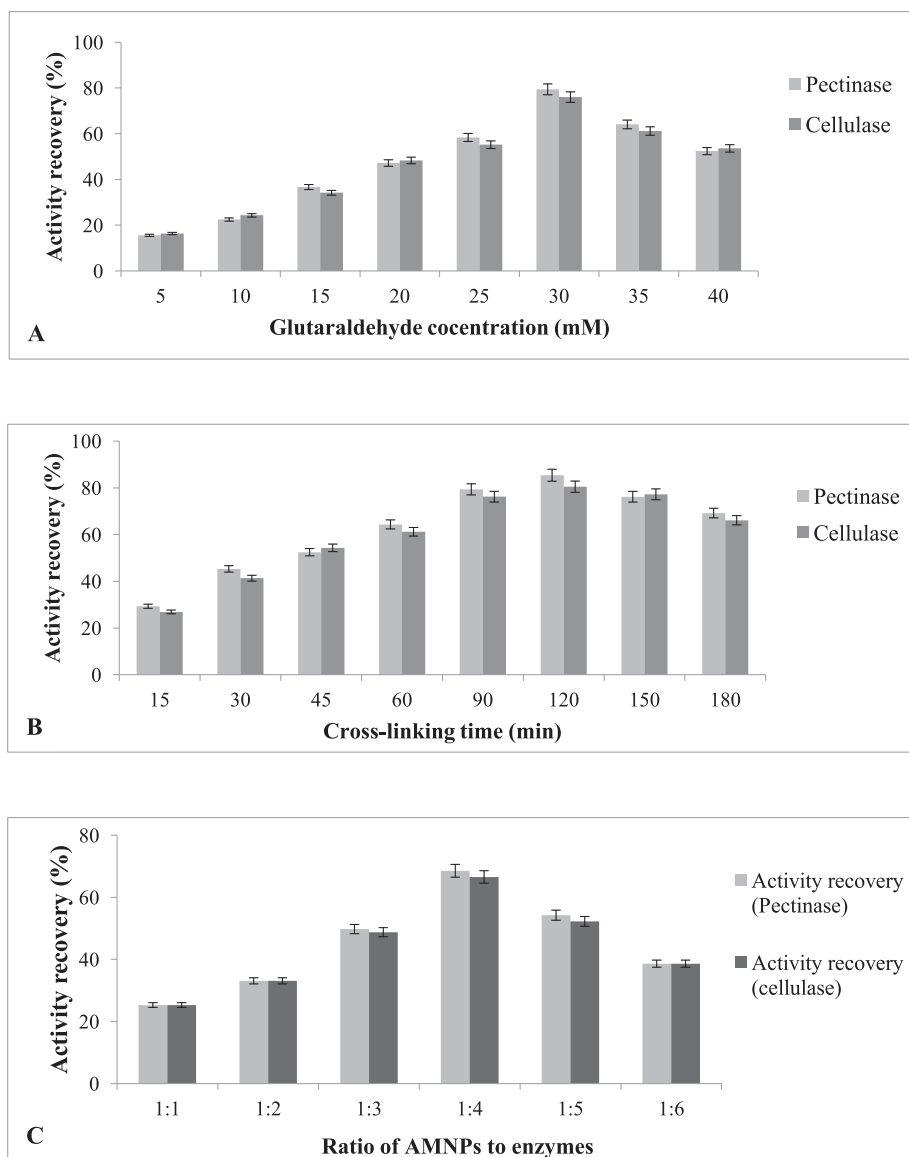 100
80
60
40
20
0
Activity recovery (%)
Pectinase
Cellulase
5 10 15 20 25 30 35 40
Glutaraldehyde cocentration (mM)
A
100
80
60
40
20
0
Activity recovery (%)
Pectinase
Cellulase
15 30 45 60 90 120 150 180
Cross-linking time (min)
B
80
60
40
20
0
Activity recovery (%)
Activity recovery
(Pectinase)
Activity recovery
(cellulase)
1:1 1:2 1:3 1:4 1:5 1:6
Ratio of AMNPs to enzymes
C